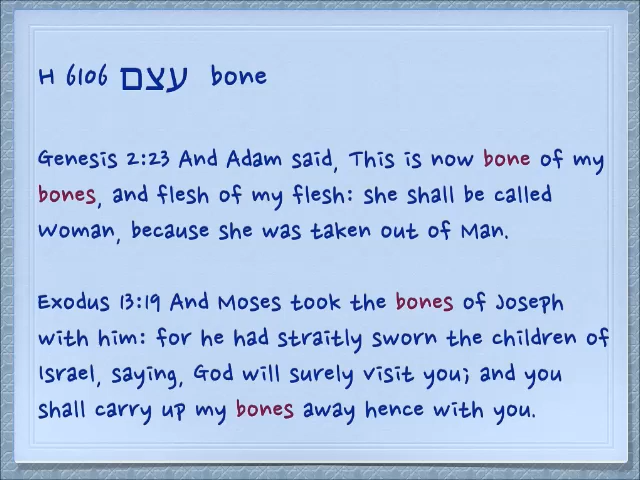 H 6106 עצם bone
Genesis 2:23 And Adam said, This is now bone of my
bones, and flesh of my flesh: she shall be called
Woman, because she was taken out of Man.
Exodus 13:19 And Moses took the bones of Joseph
with him: for he had straitly sworn the children of
Israel, saying, God will surely visit you; and you
shall carry up my bones away hence with you.